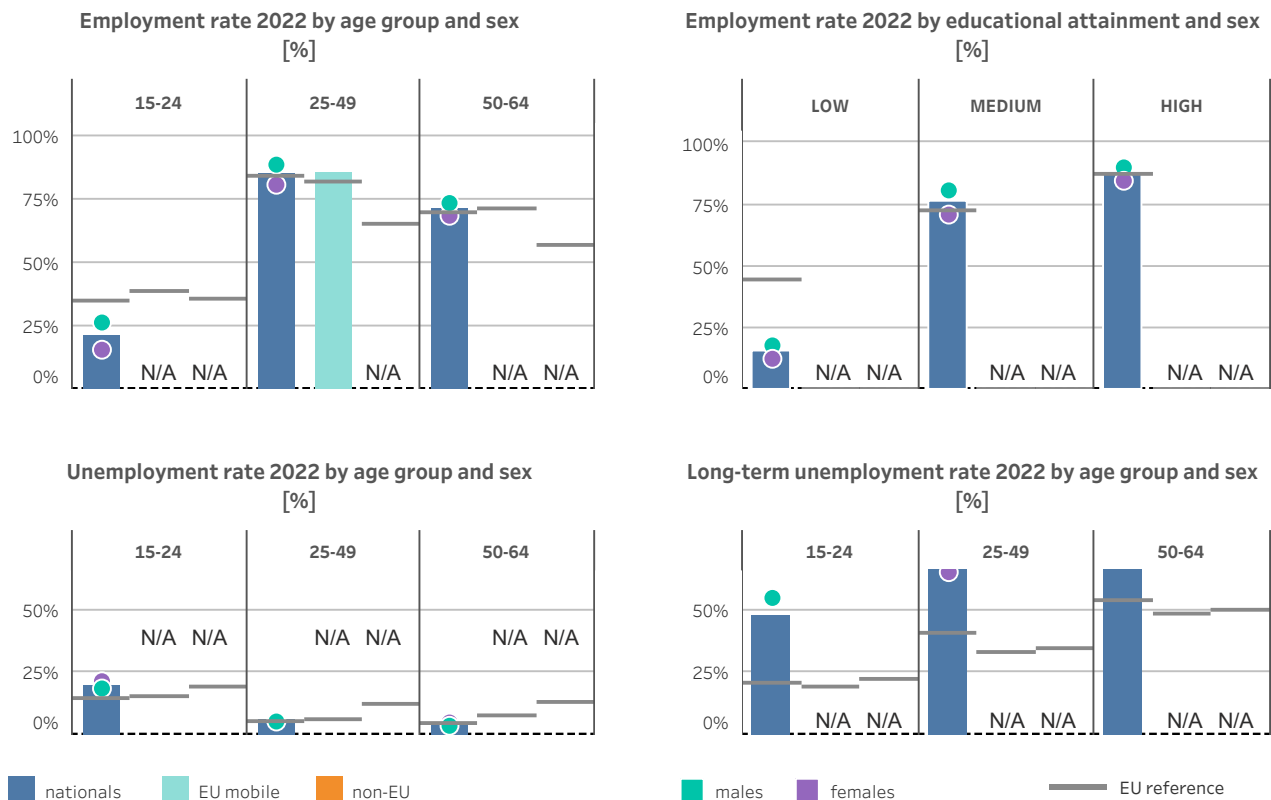 Employment rate 2022 by age group and sex
[%]
15-24 25-49 50-64
100%
75%
50%
25%
0%
N/A N/A N/A N/A N/A
Employment rate 2022 by educational attainment and sex
[%]
LOW MEDIUM HIGH
100%
75%
50%
25%
0%
N/A N/A N/A N/A N/A N/A
Unemployment rate 2022 by age group and sex
[%]
15-24 25-49 50-64
50%
N/A N/A N/A N/A N/A N/A
25%
0%
Long-term unemployment rate 2022 by age group and sex
[%]
15-24 25-49 50-64
50%
25%
0%
N/A N/A N/A N/A N/A N/A
nationals EU mobile non-EU
males females EU reference